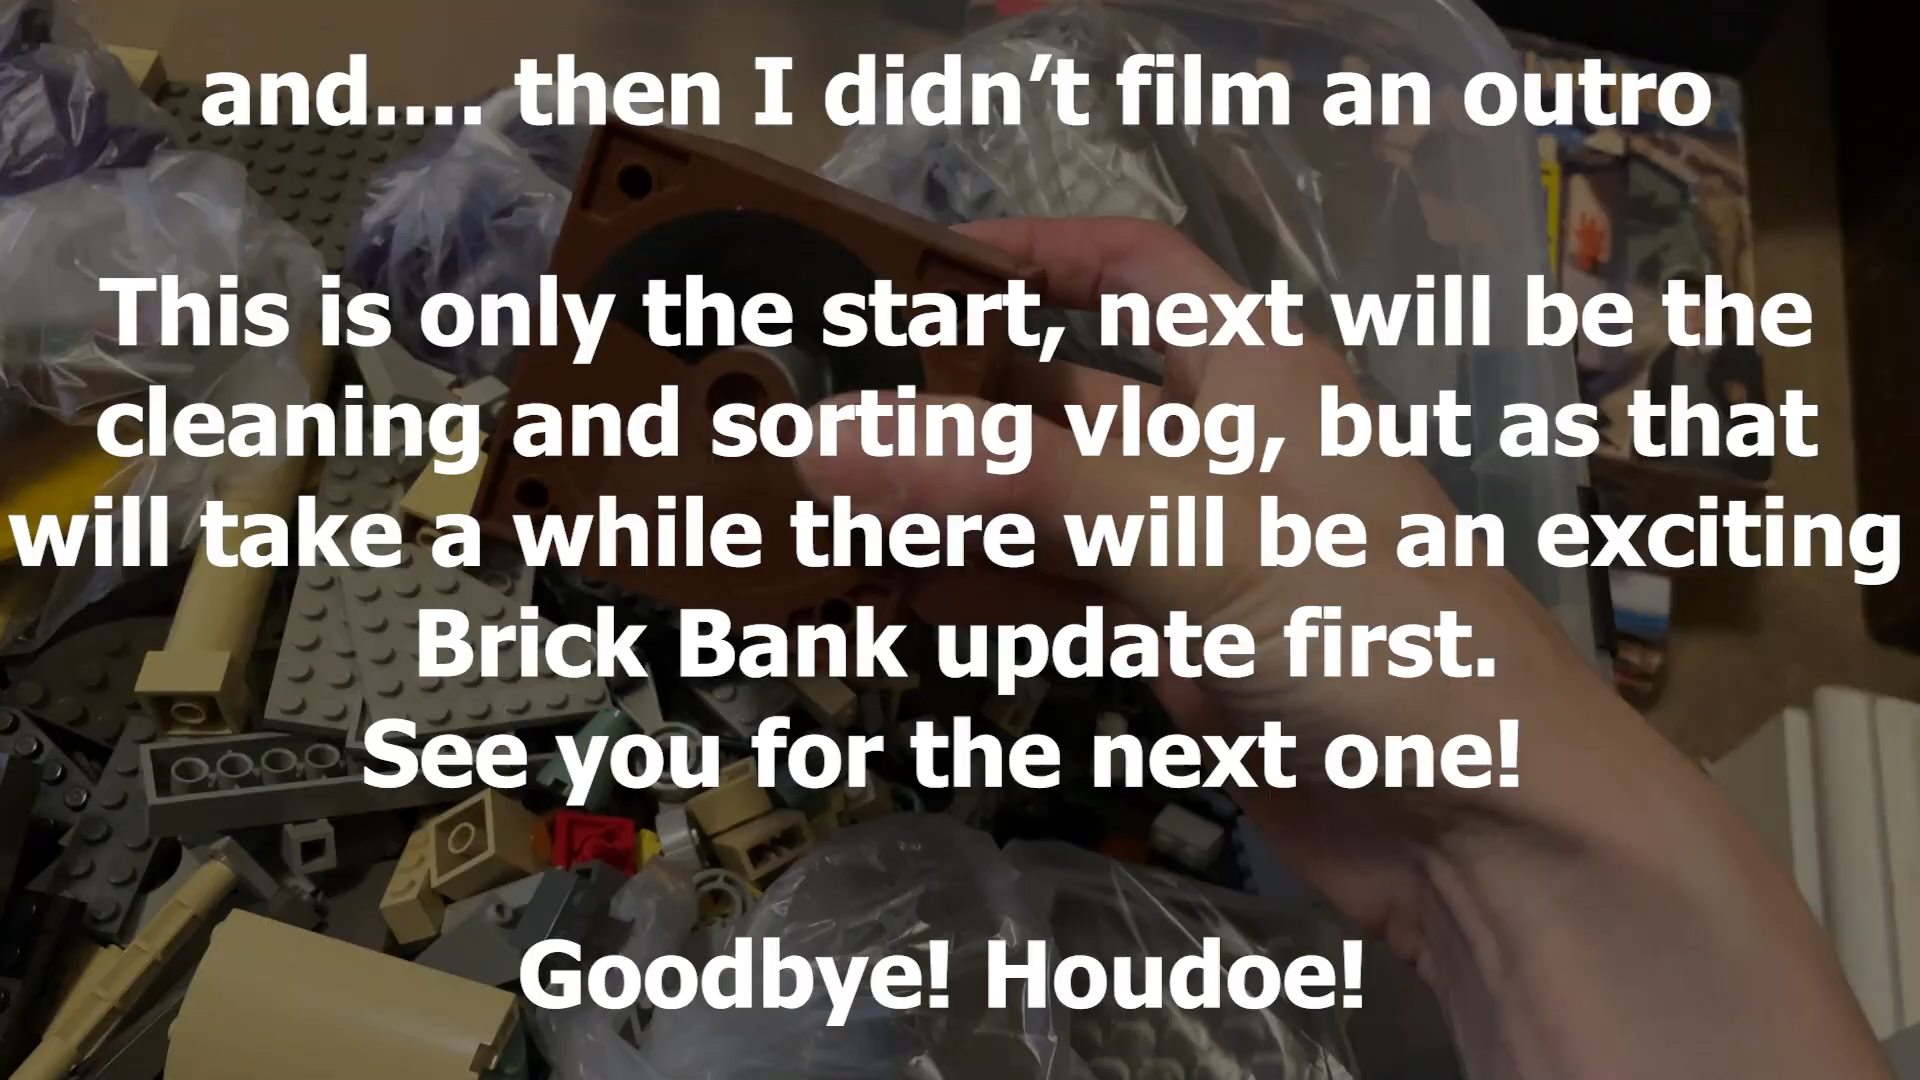 and.... then I didn’t film an outro
This is only the start, next will be the
cleaning and sorting vlog, but as that
will take a while there will be an exciting
Brick Bank update first.
See you for the next one!
Goodbye! Houdoe!